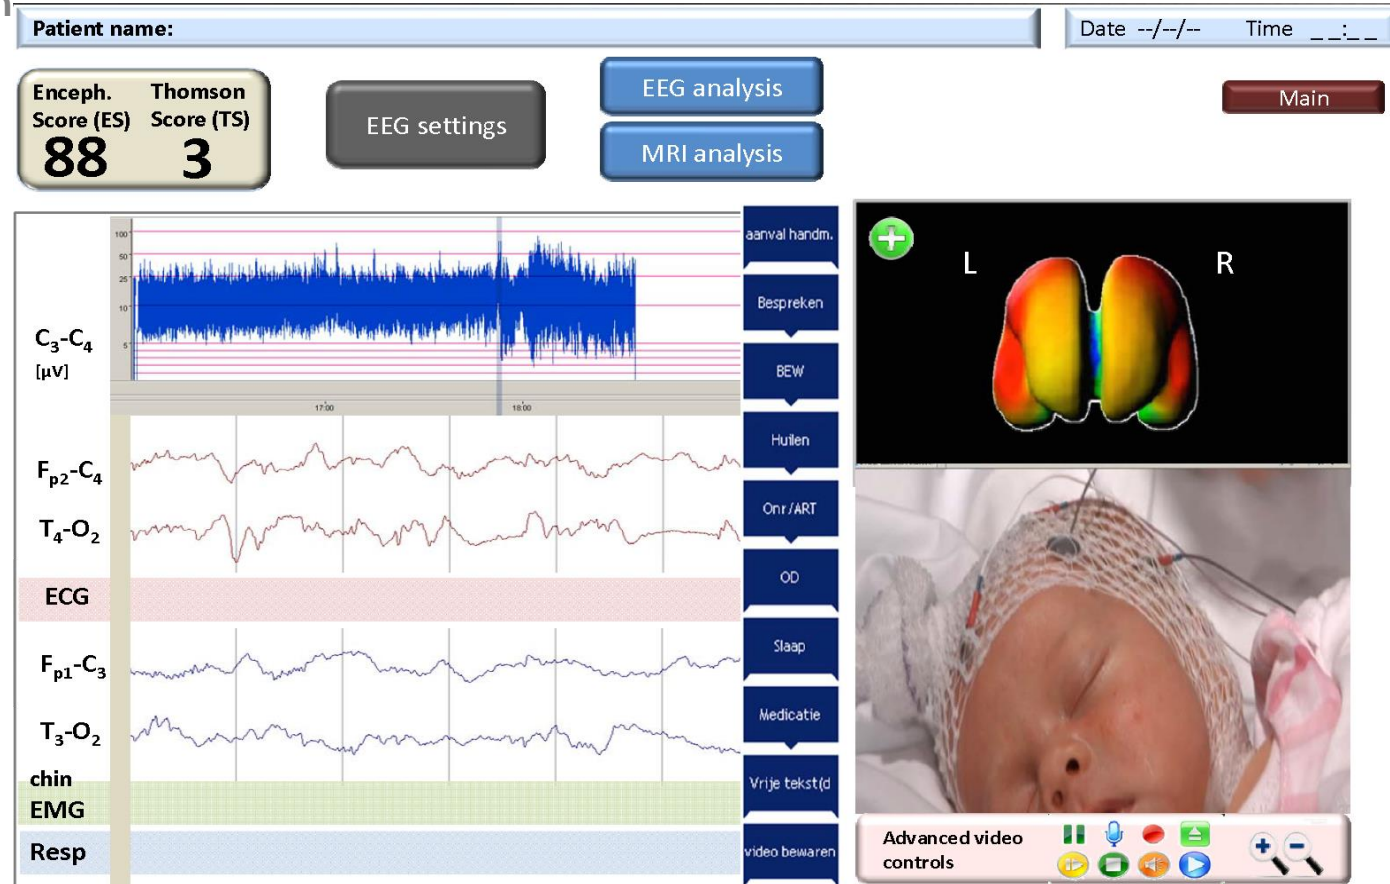 Patient name:
Date --/--/-- Time _ _:_ _
Enceph. Score (ES)
88
Thomson Score (TS)
3
EEG settings
EEG analysis
MRI analysis
Main
C3-C4
[µV]
100
50
25
10
5
17:00
18:00
Fp2-C4
T4-O2
ECG
Fp1-C3
T3-O2
chin
EMG
Resp
aanval handm.
Bespreken
BEW
Huilen
Onr/ART
OD
Slaap
Medicatie
Vrije tekst(d
video bewaren
L
R
Advanced video
controls